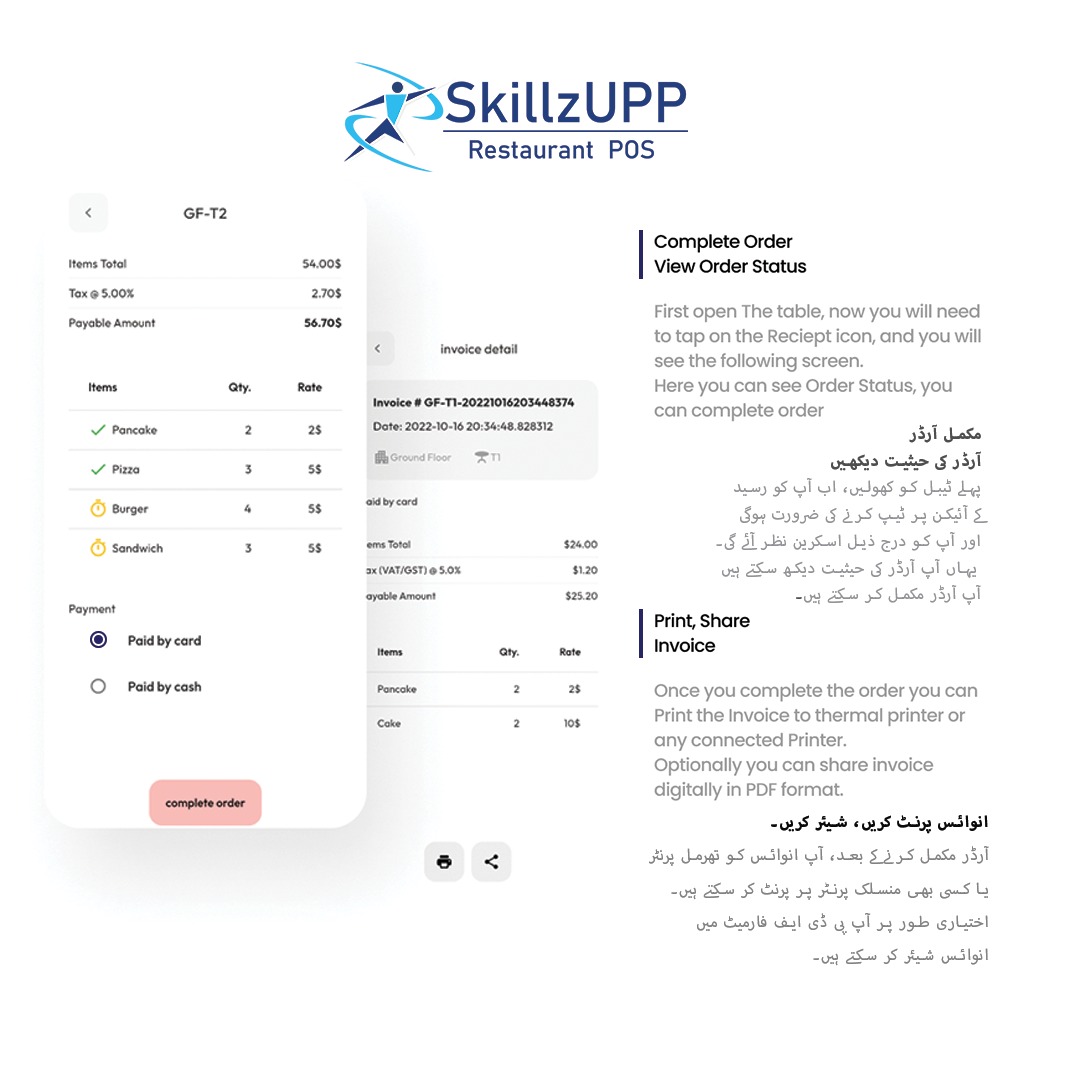 SkillzUPP
Restaurant POS
GF-T2
Items Total 54.00$
Tax @ 5.00% 2.70$
Payable Amount 56.70$
Items Qty. Rate
Pancake 2 2$
Pizza 3 5$
Burger 4 5$
Sandwich 3 5$
Payment
Paid by card
Paid by cash
complete order
invoice detail
Invoice # GF-T1-20221016203448374
Date: 2022-10-16 20:34:48.828312
Ground Floor T1
aid by card
ems Total $24.00
ax (VAT/GST) @ 5.0% $1.20
ayable Amount $25.20
Items Qty. Rate
Pancake 2 2$
Cake 2 10$
Complete Order
View Order Status
First open The table, now you will need
to tap on the Reciept icon, and you will
see the following screen.
Here you can see Order Status, you
can complete order
مکمل آرڈر
آرڈر کی حیثیت دیکھیں
پہلے ٹیبل کو کھولیں، اب آپ کو رسید
کے آئیکن پر ٹیپ کرنے کی ضرورت ہوگی
اور آپ کو درج ذیل اسکرین نظر آئے گی۔
یہاں آپ آرڈر کی حیثیت دیکھ سکتے ہیں
آپ آرڈر مکمل کر سکتے ہیں۔
Print, Share
Invoice
Once you complete the order you can
Print the Invoice to thermal printer or
any connected Printer.
Optionally you can share invoice
digitally in PDF format.
انوائس پرنٹ کریں، شیئر کریں۔
آرڈر مکمل کرنے کے بعد، آپ انوائس کو تھرمل پرنٹر
یا کسی بھی منسلک پرنٹر پر پرنٹ کر سکتے ہیں۔
اختیاری طور پر آپ پی ڈی ایف فارمیٹ میں
انوائس شیئر کر سکتے ہیں۔